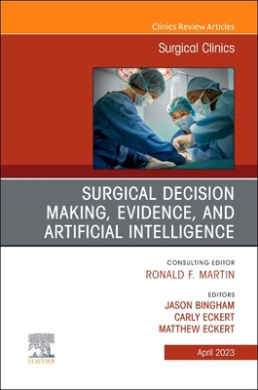 Clinics Review Articles
Surgical Clinics
SURGICAL DECISION
MAKING, EVIDENCE, AND
ARTIFICIAL INTELLIGENCE
CONSULTING EDITOR
RONALD F. MARTIN
EDITORS
JASON BINGHAM
CARLY ECKERT
MATTHEW ECKERT
ELSEVIER
April 2023